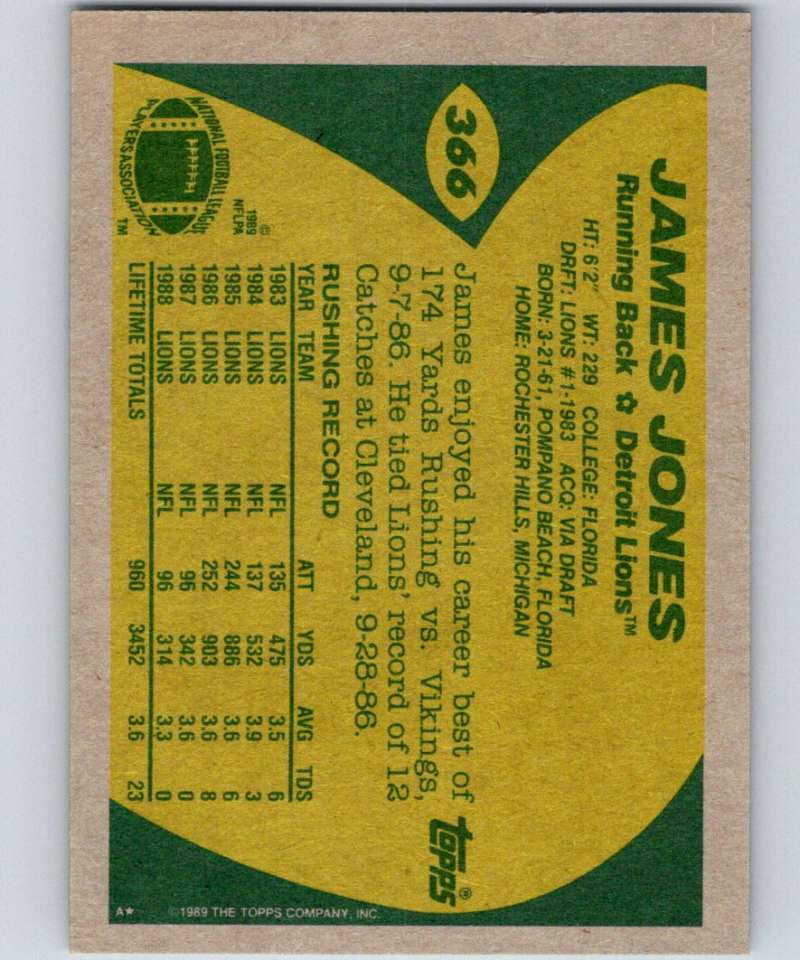 366
JAMES JONES
Running Back ✿ Detroit Lions™
HT: 6'2" WT: 229 COLLEGE: FLORIDA
DRFT: LIONS #1-1983 ACQ: VIA DRAFT
BORN: 3-21-61, POMPANO BEACH, FLORIDA
HOME: ROCHESTER HILLS, MICHIGAN
NATIONAL FOOTBALL LEAGUE
PLAYERS ASSOCIATION
™
©
1989
NFLPA
James enjoyed his career best of
174 Yards Rushing vs. Vikings,
9-7-86. He tied Lions' record of 12
Catches at Cleveland, 9-28-86.
topps®
RUSHING RECORD
YEAR TEAM ATT YDS AVG TDS
1983 LIONS NFL 135 475 3.5 6
1984 LIONS NFL 137 532 3.9 3
1985 LIONS NFL 244 886 3.6 6
1986 LIONS NFL 252 903 3.6 8
1987 LIONS NFL 96 342 3.6 0
1988 LIONS NFL 96 314 3.3 0
LIFETIME TOTALS 960 3452 3.6 23
A★ ©1989 THE TOPPS COMPANY, INC.